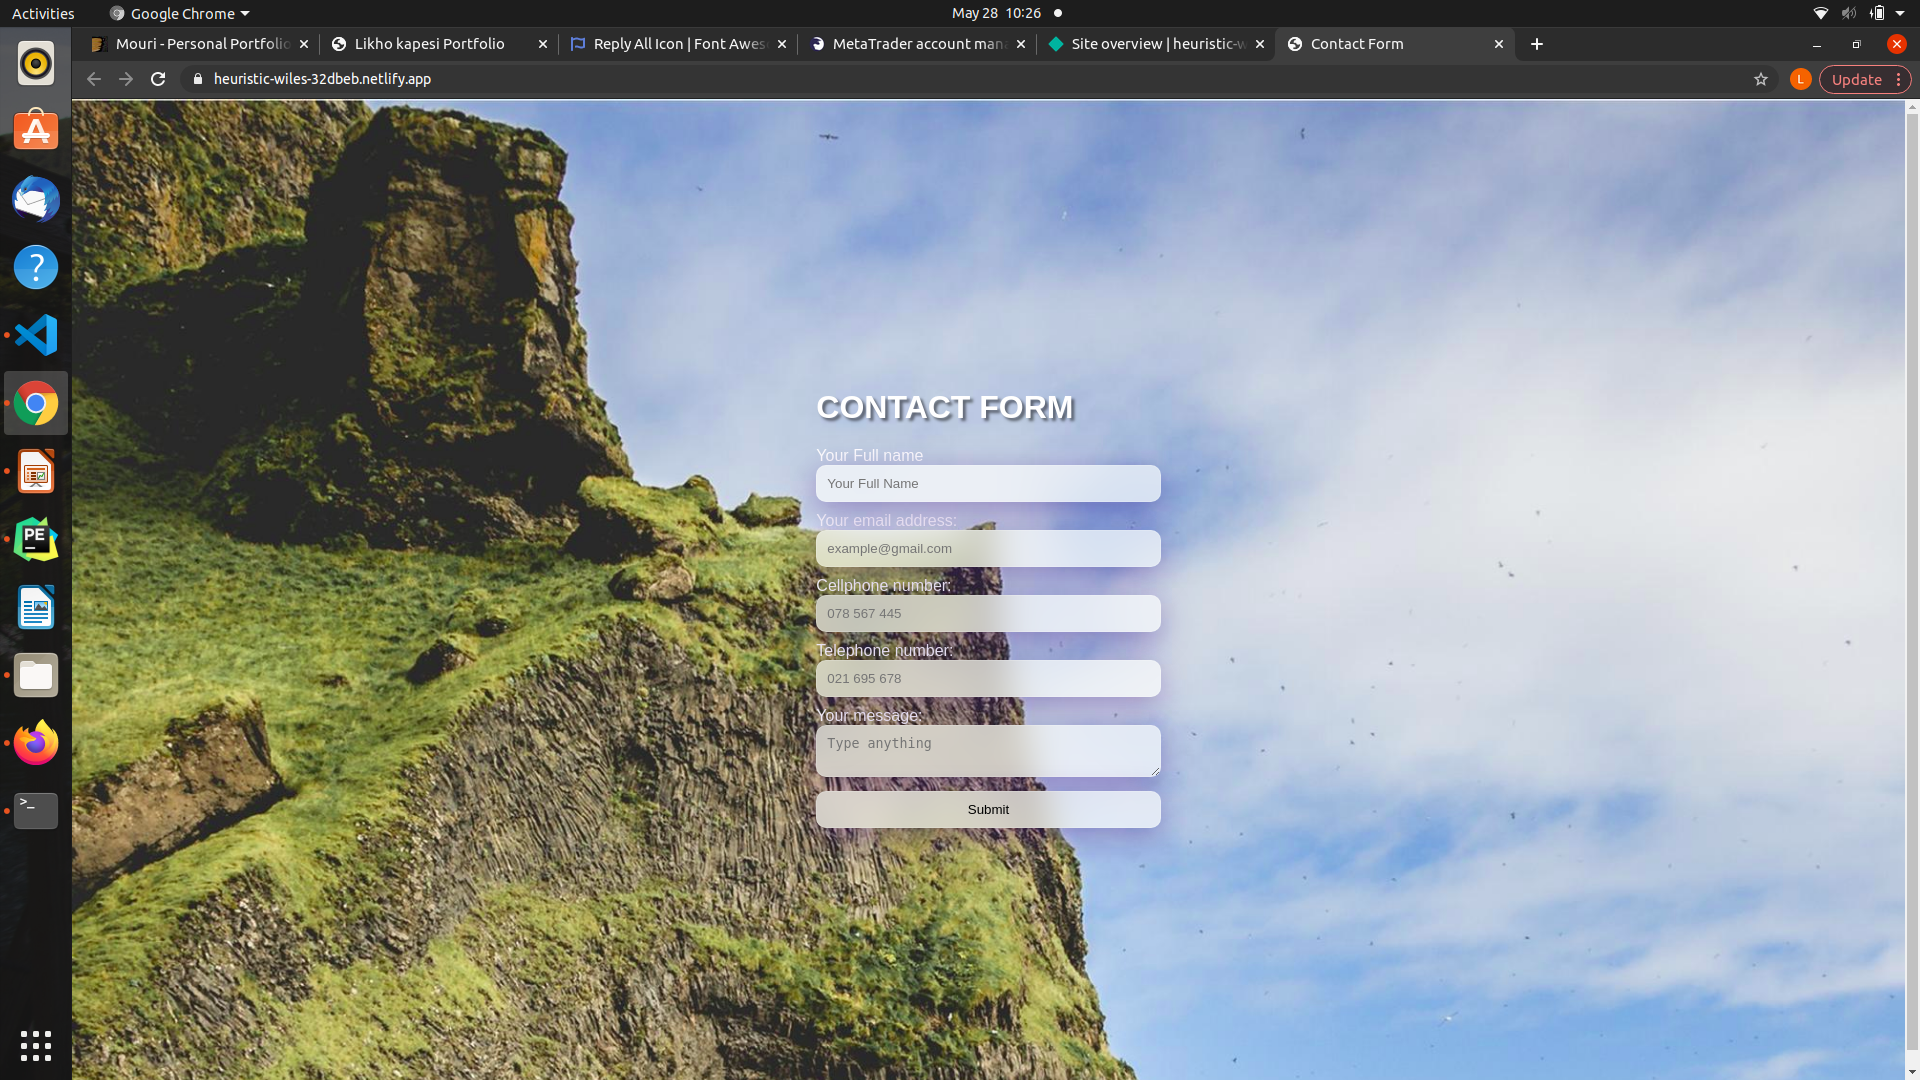 Activities
Google Chrome
May 28 10:26
Mouri - Personal Portfolio
Likho kapesi Portfolio
Reply All Icon | Font Awes
MetaTrader account man
Site overview | heuristic-w
Contact Form
heuristic-wiles-32dbeb.netlify.app
L
Update
PE
>_
CONTACT FORM
Your Full name
Your Full Name
Your email address:
example@gmail.com
Cellphone number:
078 567 445
Telephone number:
021 695 678
Your message:
Type anything
Submit